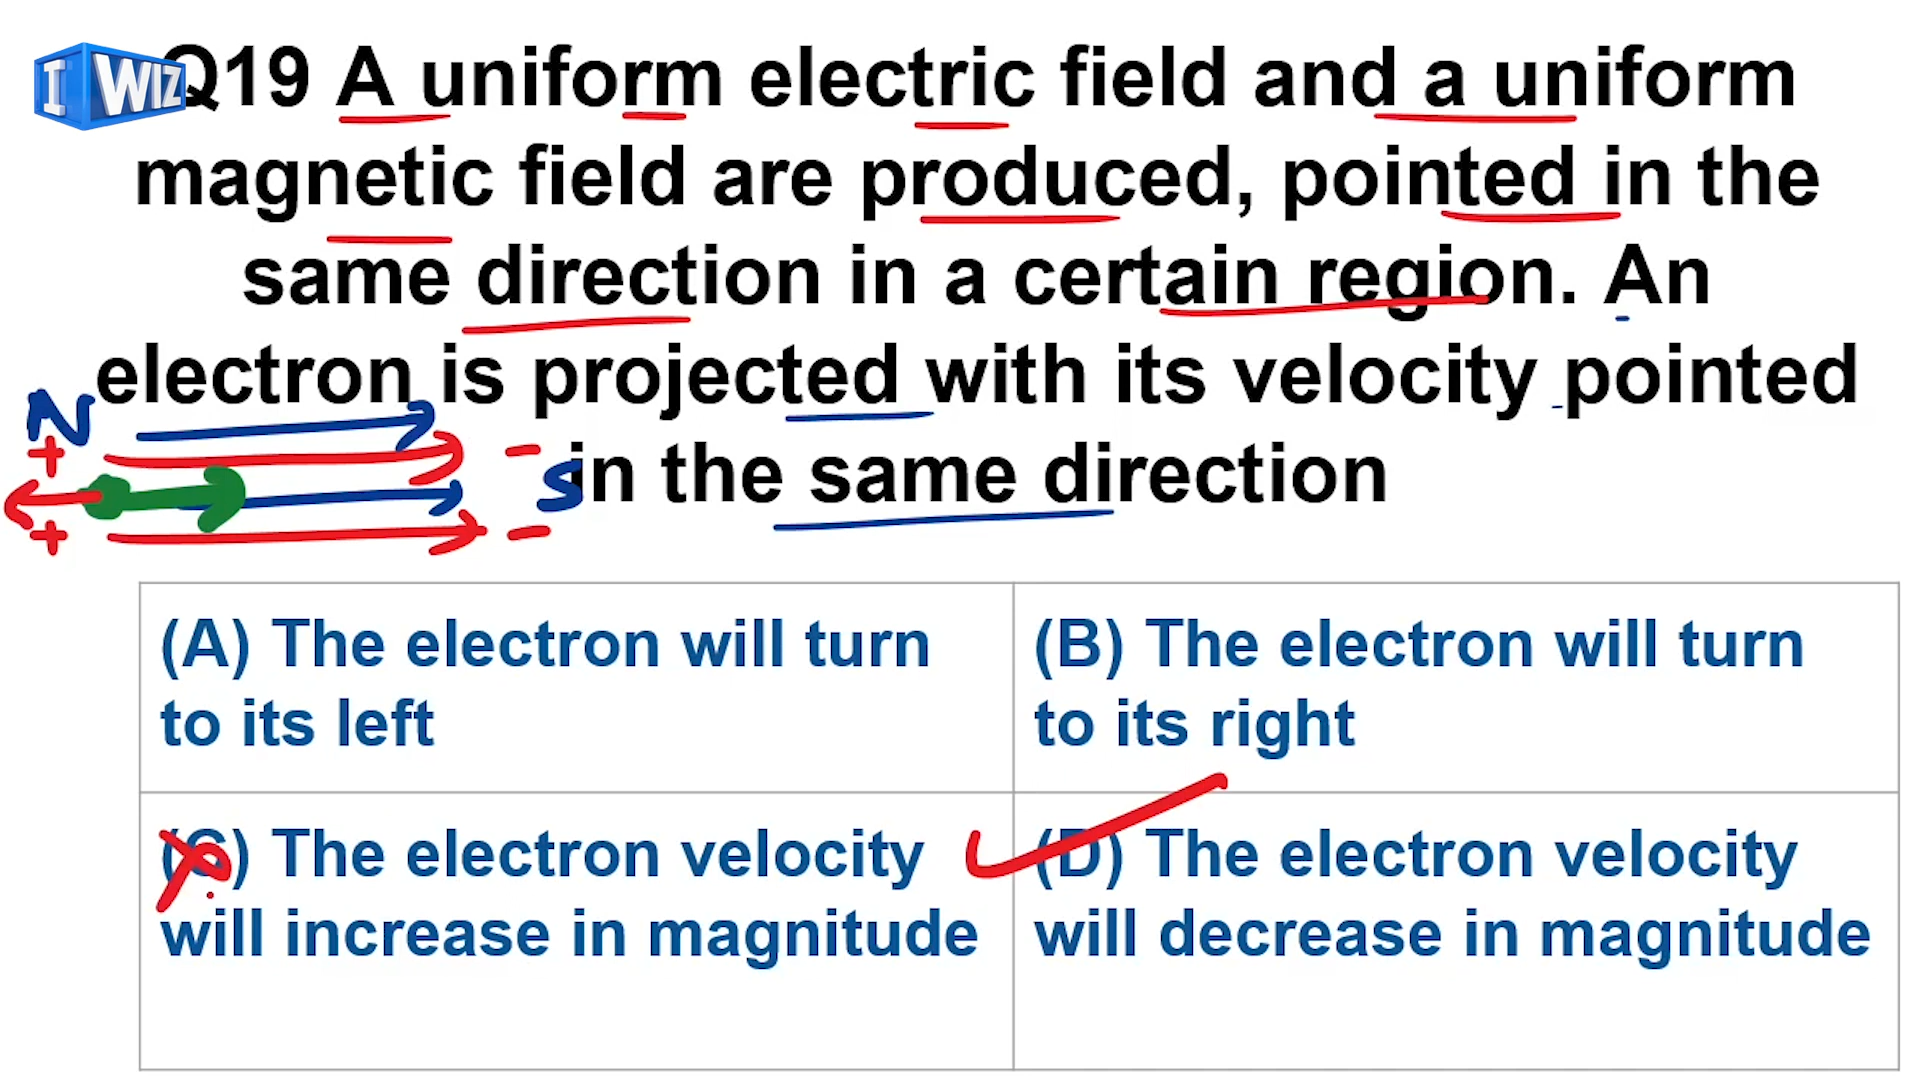 I WIZ
Q19 A uniform electric field and a uniform
magnetic field are produced, pointed in the
same direction in a certain region. An
electron is projected with its velocity pointed
in the same direction
N
+ -
S
+ -
(A) The electron will turn
to its left
(B) The electron will turn
to its right
(C) The electron velocity
will increase in magnitude
(D) The electron velocity
will decrease in magnitude